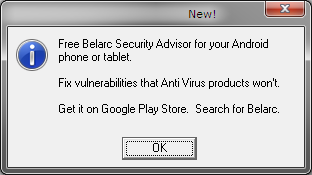 New!
Free Belarc Security Advisor for your Android
phone or tablet.
Fix vulnerabilities that Anti Virus products won't.
Get it on Google Play Store.  Search for Belarc.
OK